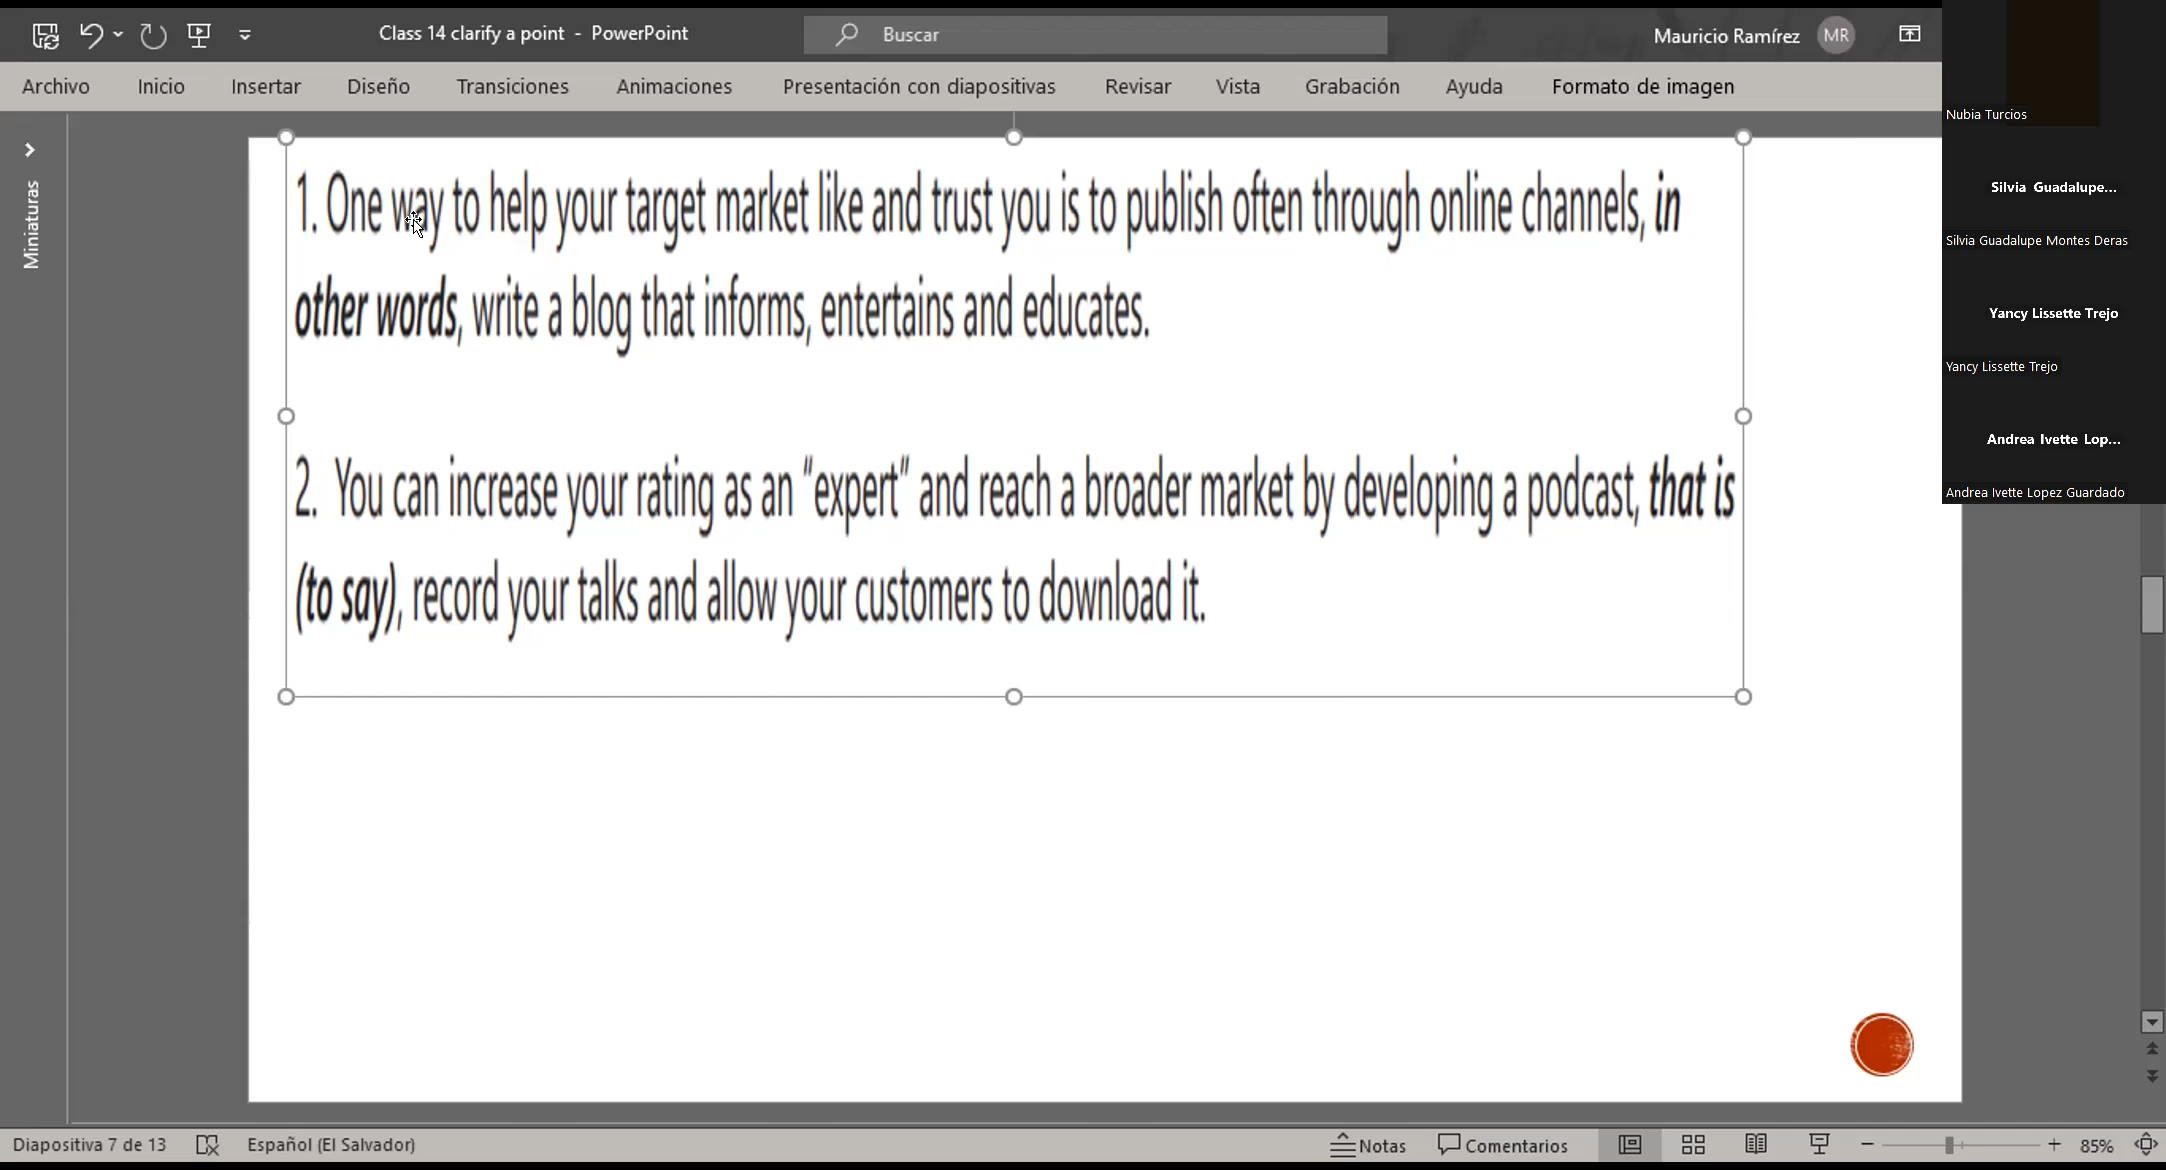 Class 14 clarify a point - PowerPoint
Buscar
Mauricio Ramírez
MR
Archivo
Inicio
Insertar
Diseño
Transiciones
Animaciones
Presentación con diapositivas
Revisar
Vista
Grabación
Ayuda
Formato de imagen
Miniaturas
1. One way to help your target market like and trust you is to publish often through online channels, in
other words, write a blog that informs, entertains and educates.
2. You can increase your rating as an “expert” and reach a broader market by developing a podcast, that is
(to say), record your talks and allow your customers to download it.
Nubia Turcios
Silvia Guadalupe...
Silvia Guadalupe Montes Deras
Yancy Lissette Trejo
Yancy Lissette Trejo
Andrea Ivette Lop...
Andrea Ivette Lopez Guardado
Diapositiva 7 de 13
Español (El Salvador)
Notas
Comentarios
85%